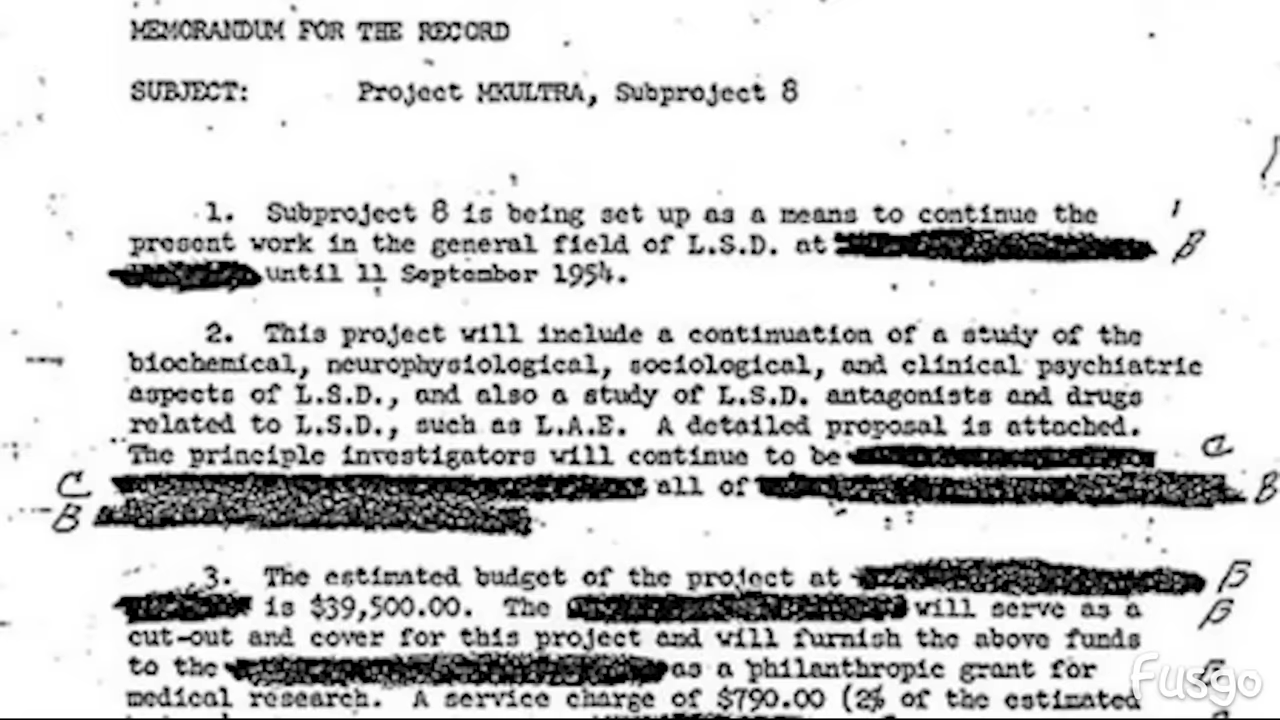 MEMORANDUM FOR THE RECORD
SUBJECT: Project MKULTRA, Subproject 8
1. Subproject 8 is being set up as a means to continue the
present work in the general field of L.S.D. at B
until 11 September 1954.
2. This project will include a continuation of a study of the
biochemical, neurophysiological, sociological, and clinical psychiatric
aspects of L.S.D., and also a study of L.S.D. antagonists and drugs
related to L.S.D., such as L.A.E. A detailed proposal is attached.
The principle investigators will continue to be C
C all of B
B
3. The estimated budget of the project at B
is $39,500.00. The will serve as a B
cut-out and cover for this project and will furnish the above funds
to the as a philanthropic grant for
medical research. A service charge of $790.00 (2% of the estimated
Fusgo